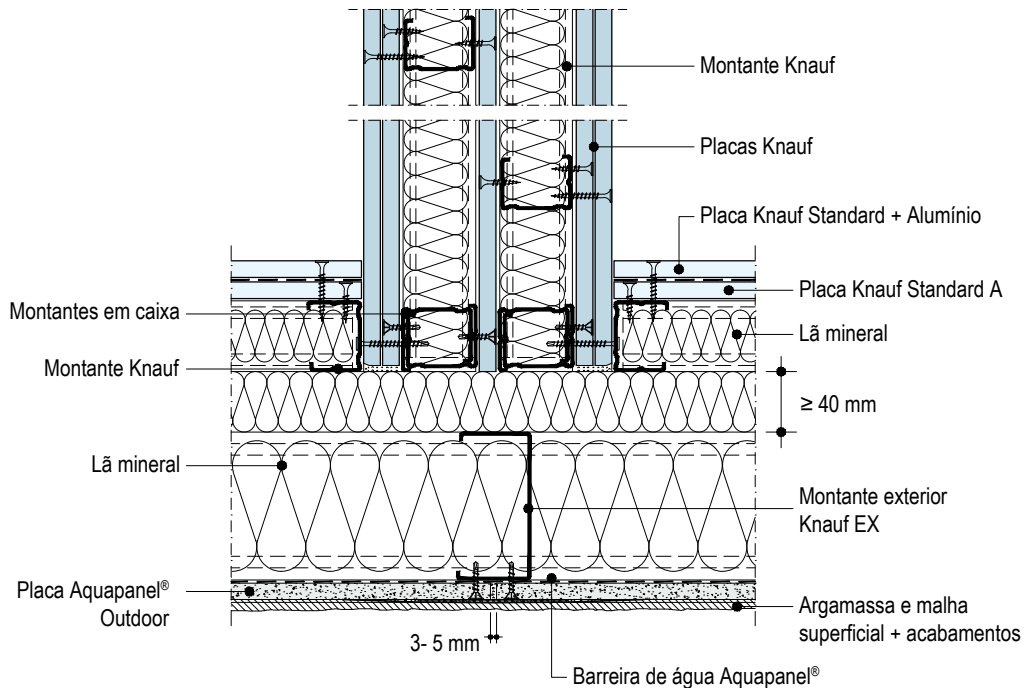 Montante Knauf
Placas Knauf
Placa Knauf Standard + Alumínio
Placa Knauf Standard A
Montantes em caixa
Lã mineral
Montante Knauf
≥ 40 mm
Lã mineral
Montante exterior
Knauf EX
Placa Aquapanel®
Outdoor
Argamassa e malha
superficial + acabamentos
3- 5 mm
Barreira de água Aquapanel®